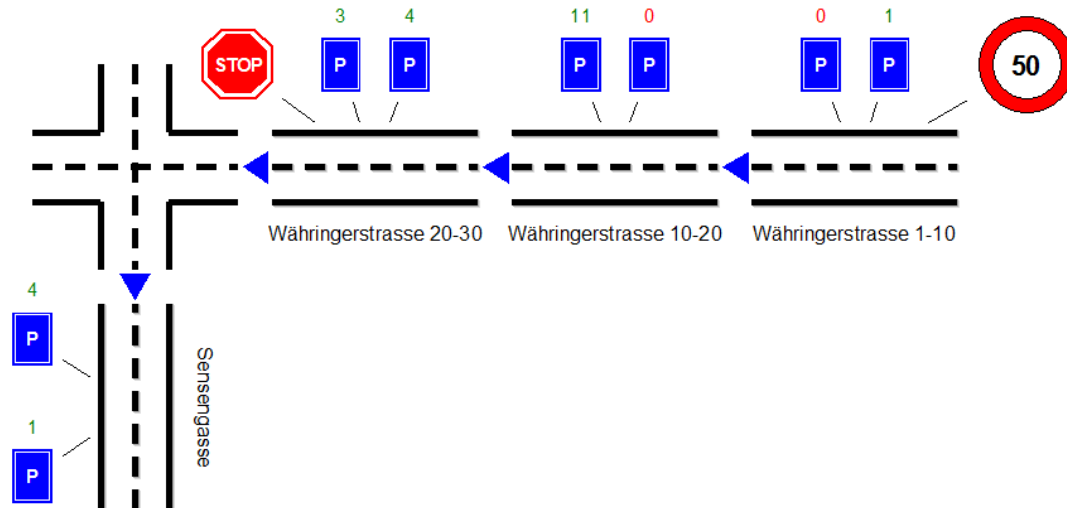 3 4 11 0 0 1
STOP P P P P P P 50
Währingerstrasse 20-30 Währingerstrasse 10-20 Währingerstrasse 1-10
4
P
Sensengasse
1
P